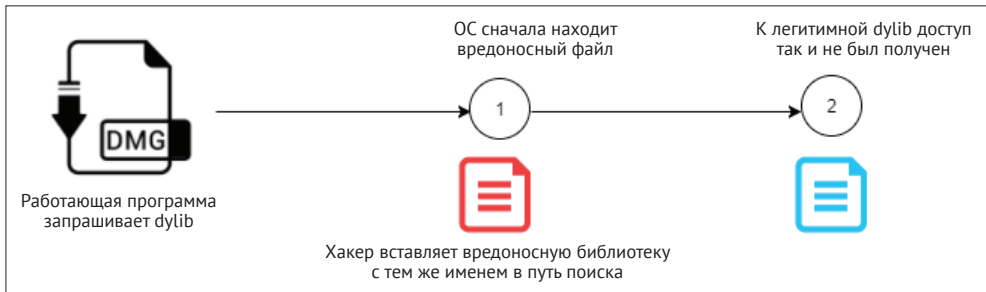 ОС сначала находит
вредоносный файл
К легитимной dylib доступ
так и не был получен
1
2
DMG
Работающая программа
запрашивает dylib
Хакер вставляет вредоносную библиотеку
с тем же именем в путь поиска